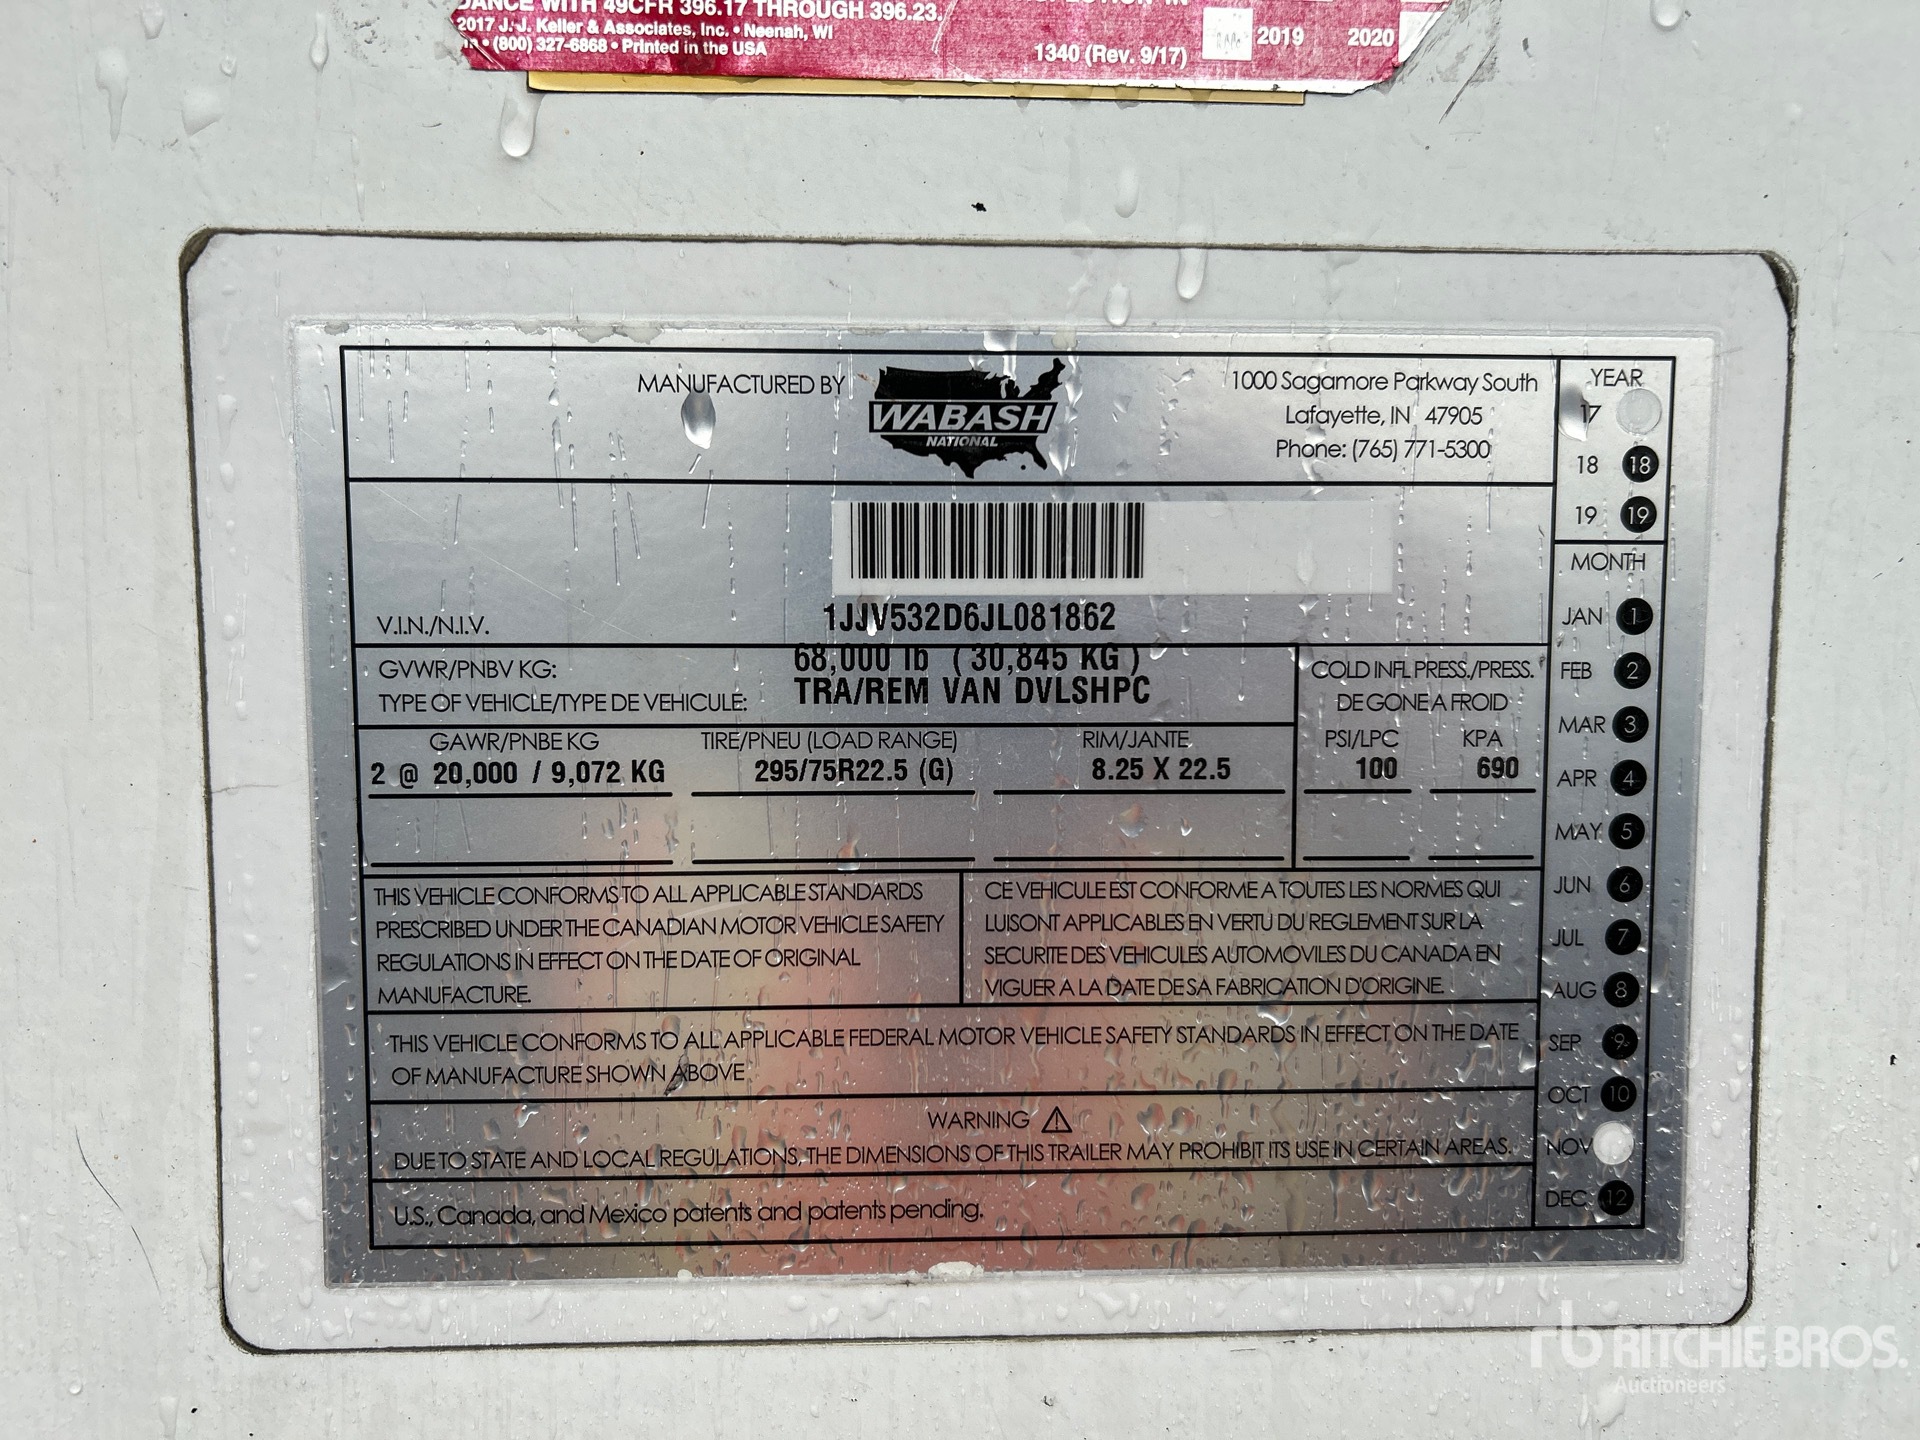 DANCE WITH 49CFR 396.17 THROUGH 396.23.
2017 J. J. Keller & Associates, Inc. • Neenah, WI
• (800) 327-6868 • Printed in the USA
1340 (Rev. 9/17)
2019 2020
MANUFACTURED BY
WABASH
NATIONAL
1000 Sagamore Parkway South
Lafayette, IN 47905
Phone: (765) 771-5300
YEAR
17
18 18
19 19
V.I.N./N.I.V. 1JJV532D6JL081862
GVWR/PNBV KG: 68,000 lb ( 30,845 KG )
TYPE OF VEHICLE/TYPE DE VEHICULE: TRA/REM VAN DVLSHPC
COLD INFL PRESS./PRESS.
DE GONE A FROID
GAWR/PNBE KG TIRE/PNEU (LOAD RANGE) RIM/JANTE PSI/LPC KPA
2 @ 20,000 / 9,072 KG 295/75R22.5 (G) 8.25 X 22.5 100 690
THIS VEHICLE CONFORMS TO ALL APPLICABLE STANDARDS
PRESCRIBED UNDER THE CANADIAN MOTOR VEHICLE SAFETY
REGULATIONS IN EFFECT ON THE DATE OF ORIGINAL
MANUFACTURE.
CE VEHICULE EST CONFORME A TOUTES LES NORMES QUI
LUISONT APPLICABLES EN VERTU DU REGLEMENT SUR LA
SECURITE DES VEHICULES AUTOMOVILES DU CANADA EN
VIGUER A LA DATE DE SA FABRICATION D'ORIGINE.
THIS VEHICLE CONFORMS TO ALL APPLICABLE FEDERAL MOTOR VEHICLE SAFETY STANDARDS IN EFFECT ON THE DATE
OF MANUFACTURE SHOWN ABOVE
WARNING
DUE TO STATE AND LOCAL REGULATIONS, THE DIMENSIONS OF THIS TRAILER MAY PROHIBIT ITS USE IN CERTAIN AREAS.
U.S., Canada, and Mexico patents and patents pending.
MONTH
JAN 1
FEB 2
MAR 3
APR 4
MAY 5
JUN 6
JUL 7
AUG 8
SEP 9
OCT 10
NOV
DEC 12
rb RITCHIE BROS.
Auctioneers